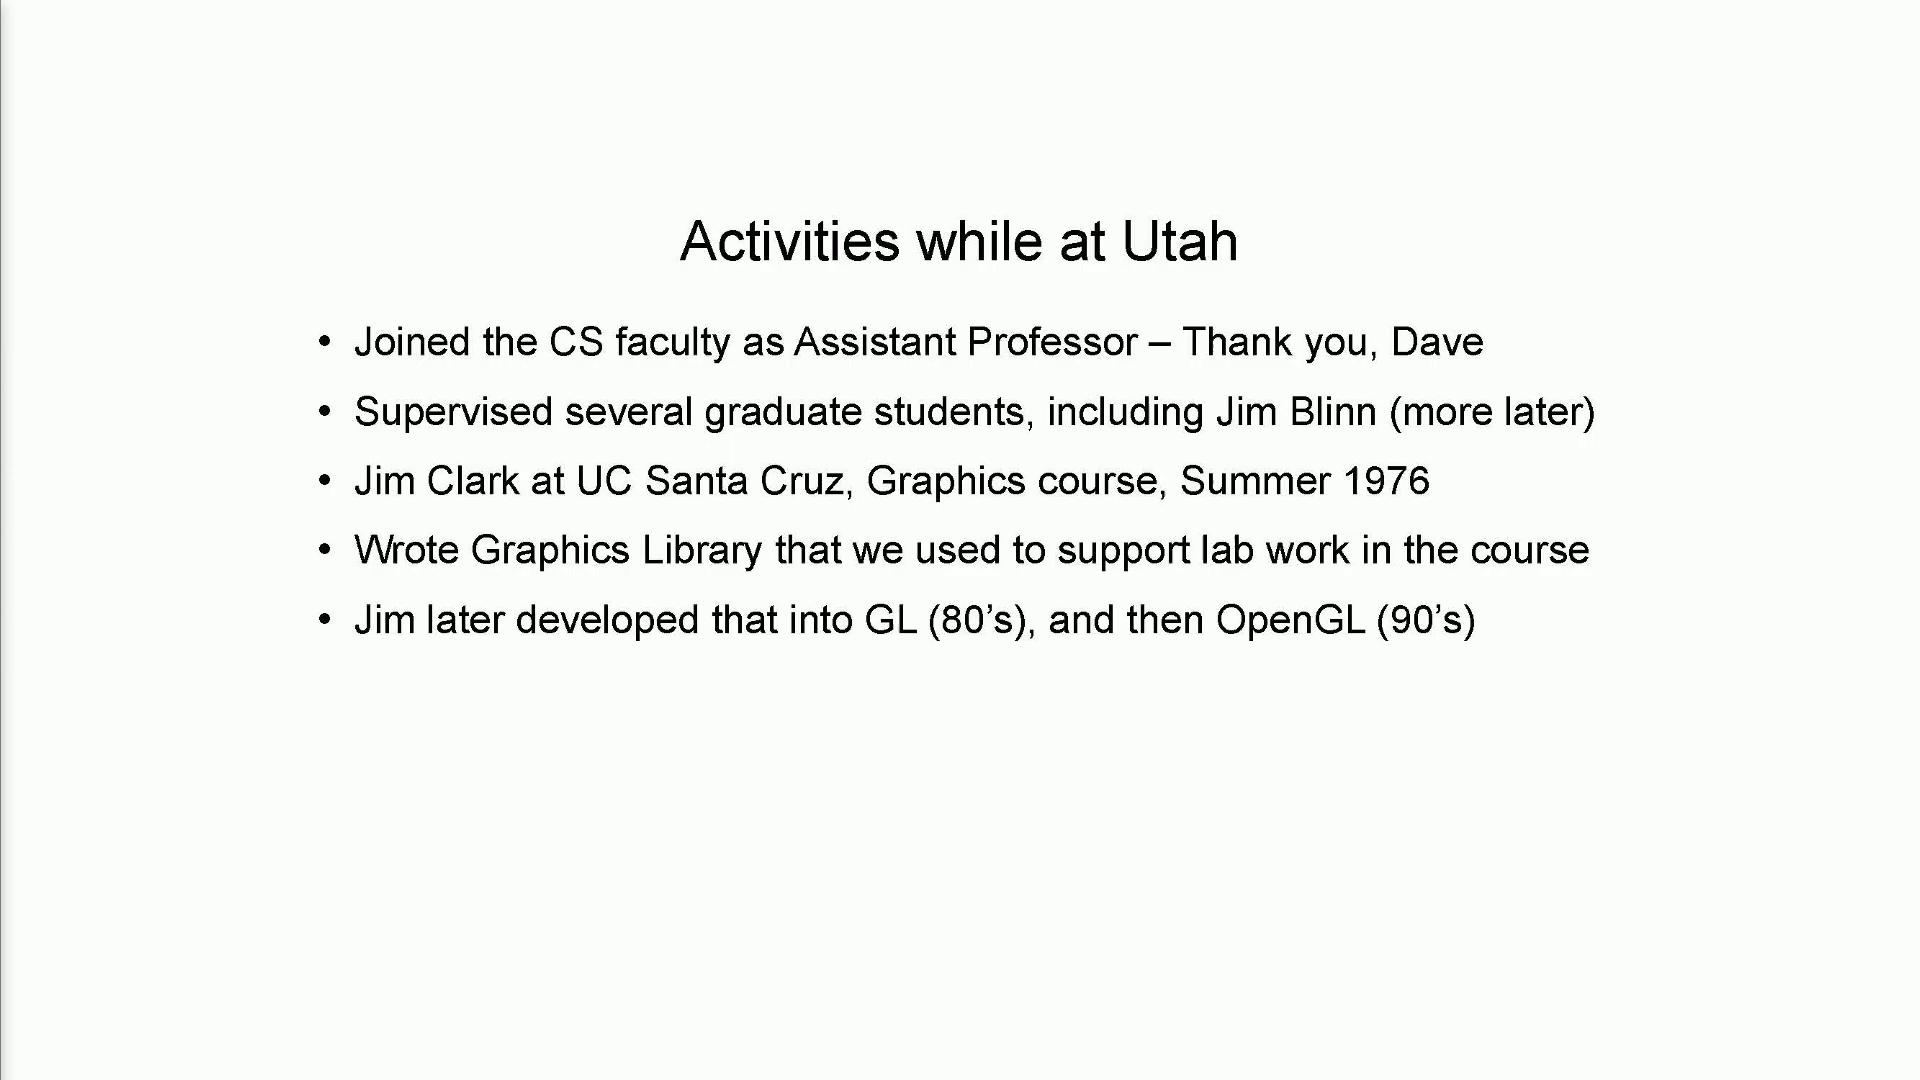 Activities while at Utah
• Joined the CS faculty as Assistant Professor – Thank you, Dave
• Supervised several graduate students, including Jim Blinn (more later)
• Jim Clark at UC Santa Cruz, Graphics course, Summer 1976
• Wrote Graphics Library that we used to support lab work in the course
• Jim later developed that into GL (80’s), and then OpenGL (90’s)